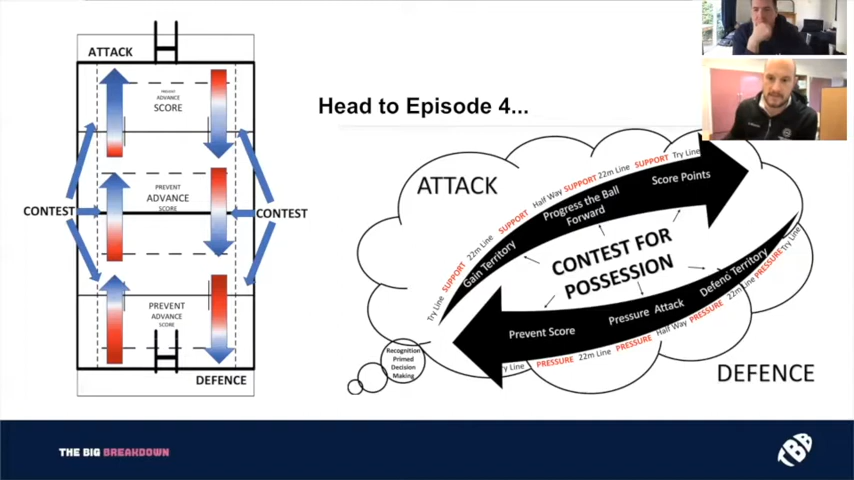 ATTACK
PREVENT
ADVANCE
SCORE
PREVENT
ADVANCE
SCORE
CONTEST
CONTEST
PREVENT
ADVANCE
SCORE
DEFENCE
Head to Episode 4...
ATTACK
Try Line SUPPORT 22m Line SUPPORT Half Way SUPPORT 22m Line SUPPORT Try Line
Gain Territory
Progress the Ball
Forward
Score Points
CONTEST FOR
POSSESSION
Prevent Score
Pressure Attack
Defend Territory
ry Line PRESSURE 22m Line PRESSURE Half Way PRESSURE 22m Line PRESSURE Try Line
Recognition
Primed
Decision
Making
DEFENCE
THE BIG BREAKDOWN
TBB